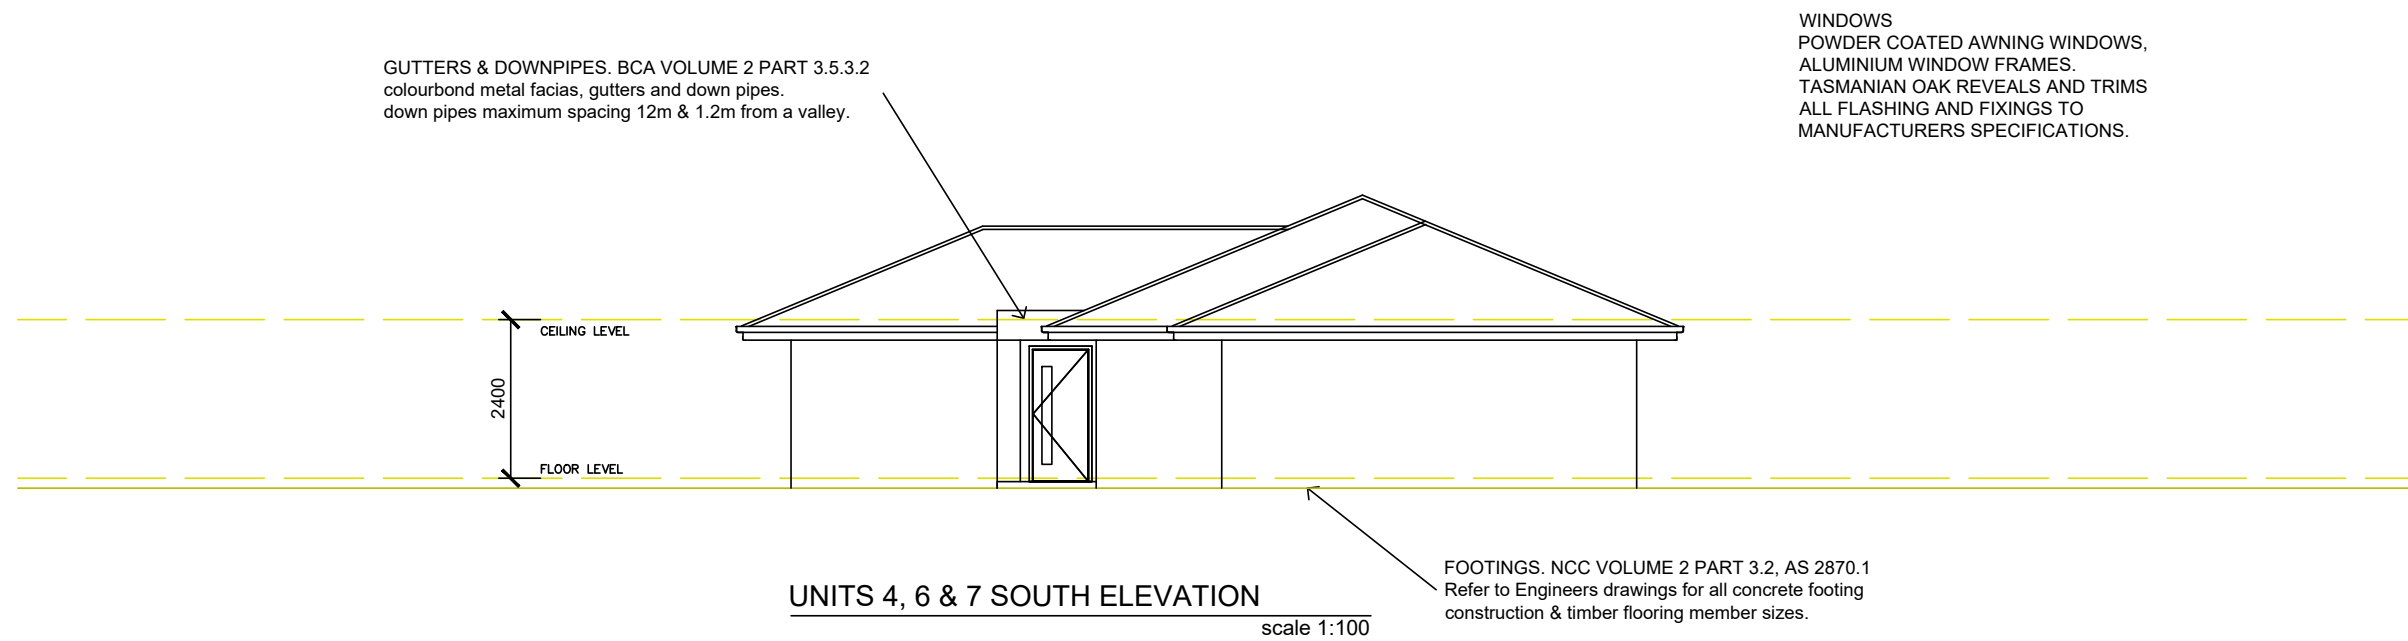 WINDOWS
POWDER COATED AWNING WINDOWS,
ALUMINIUM WINDOW FRAMES.
TASMANIAN OAK REVEALS AND TRIMS
ALL FLASHING AND FIXINGS TO
MANUFACTURERS SPECIFICATIONS.
GUTTERS & DOWNPIPES. BCA VOLUME 2 PART 3.5.3.2
colourbond metal facias, gutters and down pipes.
down pipes maximum spacing 12m & 1.2m from a valley.
CEILING LEVEL
2400
FLOOR LEVEL
FOOTINGS. NCC VOLUME 2 PART 3.2, AS 2870.1
Refer to Engineers drawings for all concrete footing
construction & timber flooring member sizes.
UNITS 4, 6 & 7 SOUTH ELEVATION
scale 1:100